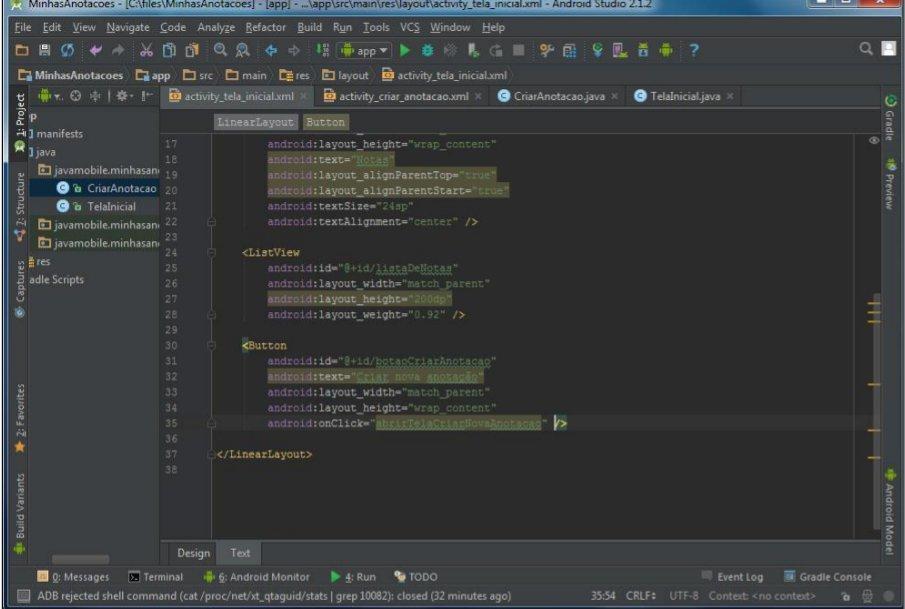 MinhasAnotacoes - [C:\files\MinhasAnotacoes] - [app] - ...\app\src\main\res\layout\activity_tela_inicial.xml - Android Studio 2.1.2
File Edit View Navigate Code Analyze Refactor Build Run Tools VCS Window Help
app
MinhasAnotacoes app src main res layout activity_tela_inicial.xml
activity_tela_inicial.xml activity_criar_anotacao.xml CriarAnotacao.java TelaInicial.java
1: Project
Gradle
LinearLayout Button
manifests
java
javamobile.minhasan
CriarAnotacao
TelaInicial
javamobile.minhasan
javamobile.minhasan
res
adle Scripts
7: Structure
Captures
2: Favorites
Build Variants
17 android:layout_height="wrap_content"
18 android:text="Notas"
19 android:layout_alignParentTop="true"
20 android:layout_alignParentStart="true"
21 android:textSize="24sp"
22 android:textAlignment="center" />
23
24 <ListView
25 android:id="@+id/listaDeNotas"
26 android:layout_width="match_parent"
27 android:layout_height="200dp"
28 android:layout_weight="0.92" />
29
30 <Button
31 android:id="@+id/botaoCriarAnotacao"
32 android:text="Criar nova anotação"
33 android:layout_width="match_parent"
34 android:layout_height="wrap_content"
35 android:onClick="abrirTelaCriarNovaAnotacao" />
36
37 </LinearLayout>
38
Preview
Android Model
Design Text
0: Messages Terminal 6: Android Monitor 4: Run TODO Event Log Gradle Console
ADB rejected shell command (cat /proc/net/xt_qtaguid/stats | grep 10082): closed (32 minutes ago) 35:54 CRLF UTF-8 Context: <no context>